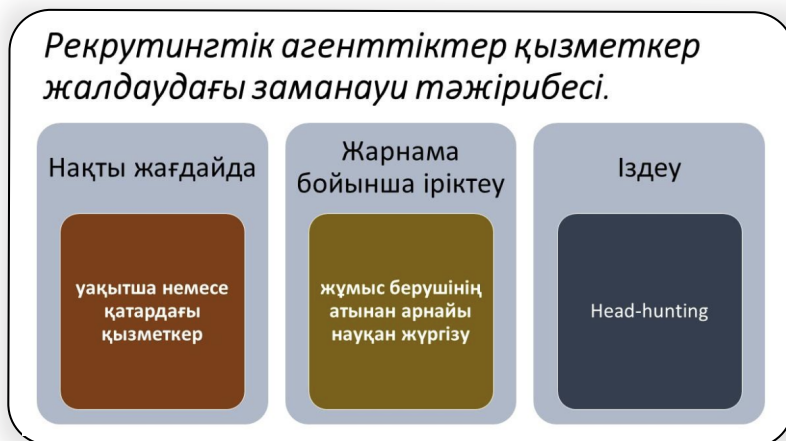 Рекрутингтік агенттіктер қызметкер
жалдаудағы заманауи тәжірибесі.
Нақты жағдайда
уақытша немесе
қатардағы
қызметкер
Жарнама
бойынша іріктеу
жұмыс берушінің
атынан арнайы
науқан жүргізу
Іздеу
Head-hunting